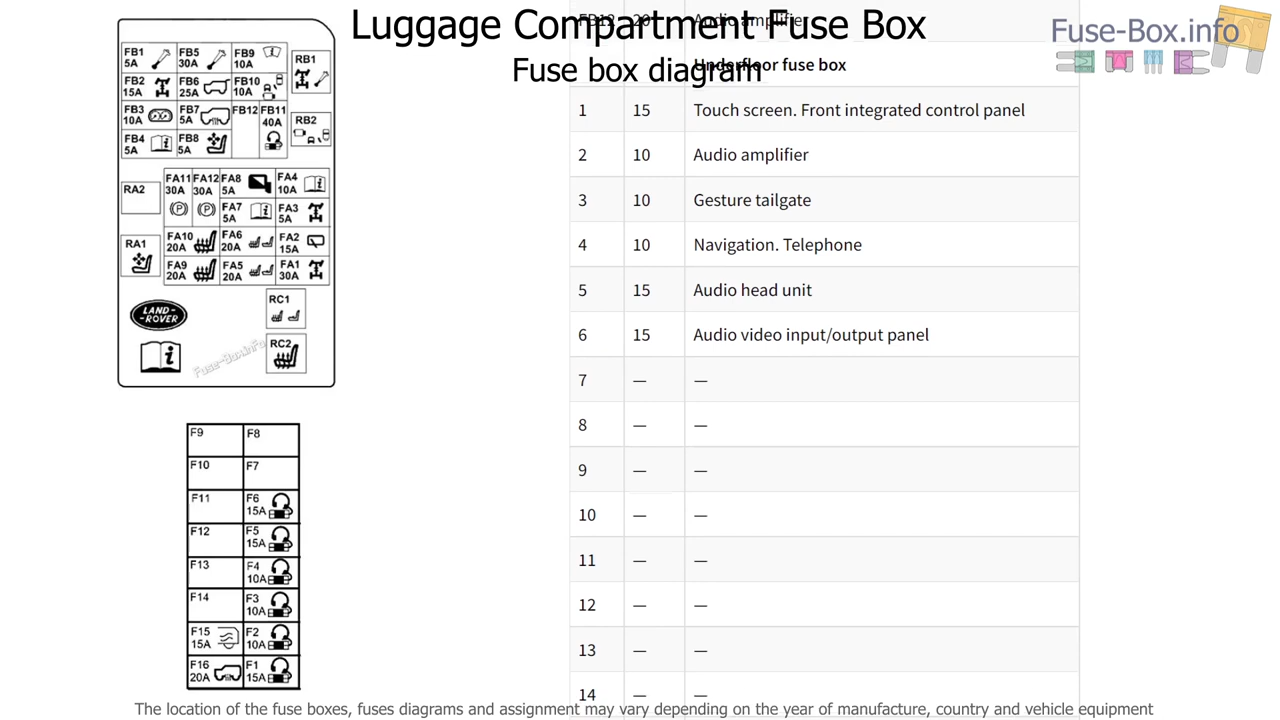 Luggage Compartment Fuse Box
Fuse box diagram
Fuse-Box.info
FB12 20 Audio amplifier
Underfloor fuse box
1 15 Touch screen. Front integrated control panel
2 10 Audio amplifier
3 10 Gesture tailgate
4 10 Navigation. Telephone
5 15 Audio head unit
6 15 Audio video input/output panel
7 — —
8 — —
9 — —
10 — —
11 — —
12 — —
13 — —
14 — —
FB1 5A FB5 30A FB9 10A RB1
FB2 15A FB6 25A FB10 10A
FB3 10A FB7 5A FB12 FB11 40A RB2
FB4 5A FB8 5A
RA2 FA11 30A FA12 30A FA8 5A FA4 10A
FA7 5A FA3 5A
RA1 FA10 20A FA6 20A FA2 15A
FA9 20A FA5 20A FA1 30A
LAND-
-ROVER
RC1
RC2
Fuse-Box.info
F9 F8
F10 F7
F11 F6 15A
F12 F5 15A
F13 F4 10A
F14 F3 10A
F15 15A F2 10A
F16 20A F1 15A
The location of the fuse boxes, fuses diagrams and assignment may vary depending on the year of manufacture, country and vehicle equipment